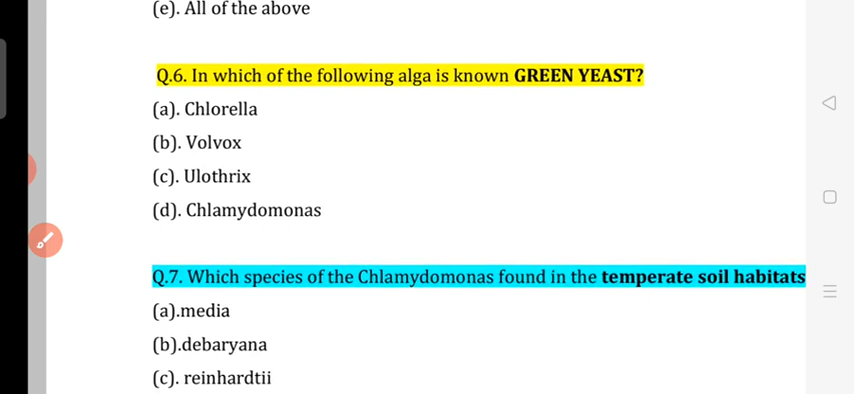 (e). All of the above
Q.6. In which of the following alga is known GREEN YEAST?
(a). Chlorella
(b). Volvox
(c). Ulothrix
(d). Chlamydomonas
Q.7. Which species of the Chlamydomonas found in the temperate soil habitats
(a).media
(b).debaryana
(c). reinhardtii